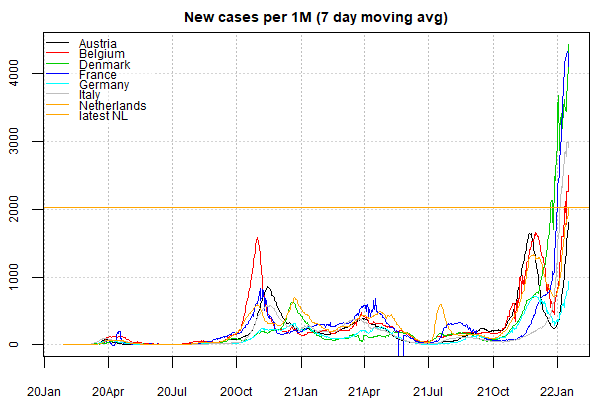 New cases per 1M (7 day moving avg)
Austria
Belgium
Denmark
France
Germany
Italy
Netherlands
latest NL
4000
3000
2000
1000
0
20Jan 20Apr 20Jul 20Oct 21Jan 21Apr 21Jul 21Oct 22Jan